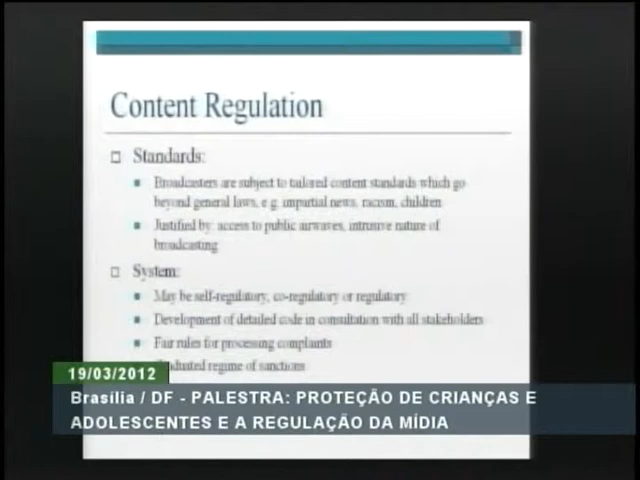 Content Regulation
Standards:
Broadcasters are subject to tailored content standards which go
beyond general laws, e.g. impartial news, racism, children
Justified by: access to public airwaves, intrusive nature of
broadcasting
System:
May be self-regulatory, co-regulatory or regulatory
Development of detailed code in consultation with all stakeholders
Fair rules for processing complaints
regime of sanctions
19/03/2012
Brasília / DF - PALESTRA: PROTEÇÃO DE CRIANÇAS E
ADOLESCENTES E A REGULAÇÃO DA MÍDIA